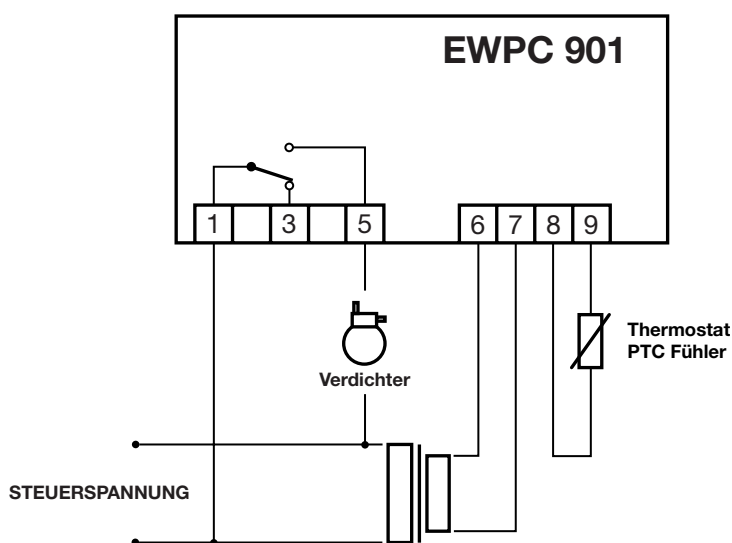 EWPC 901
1 3 5 6 7 8 9
Thermostat
PTC Fühler
Verdichter
STEUERSPANNUNG